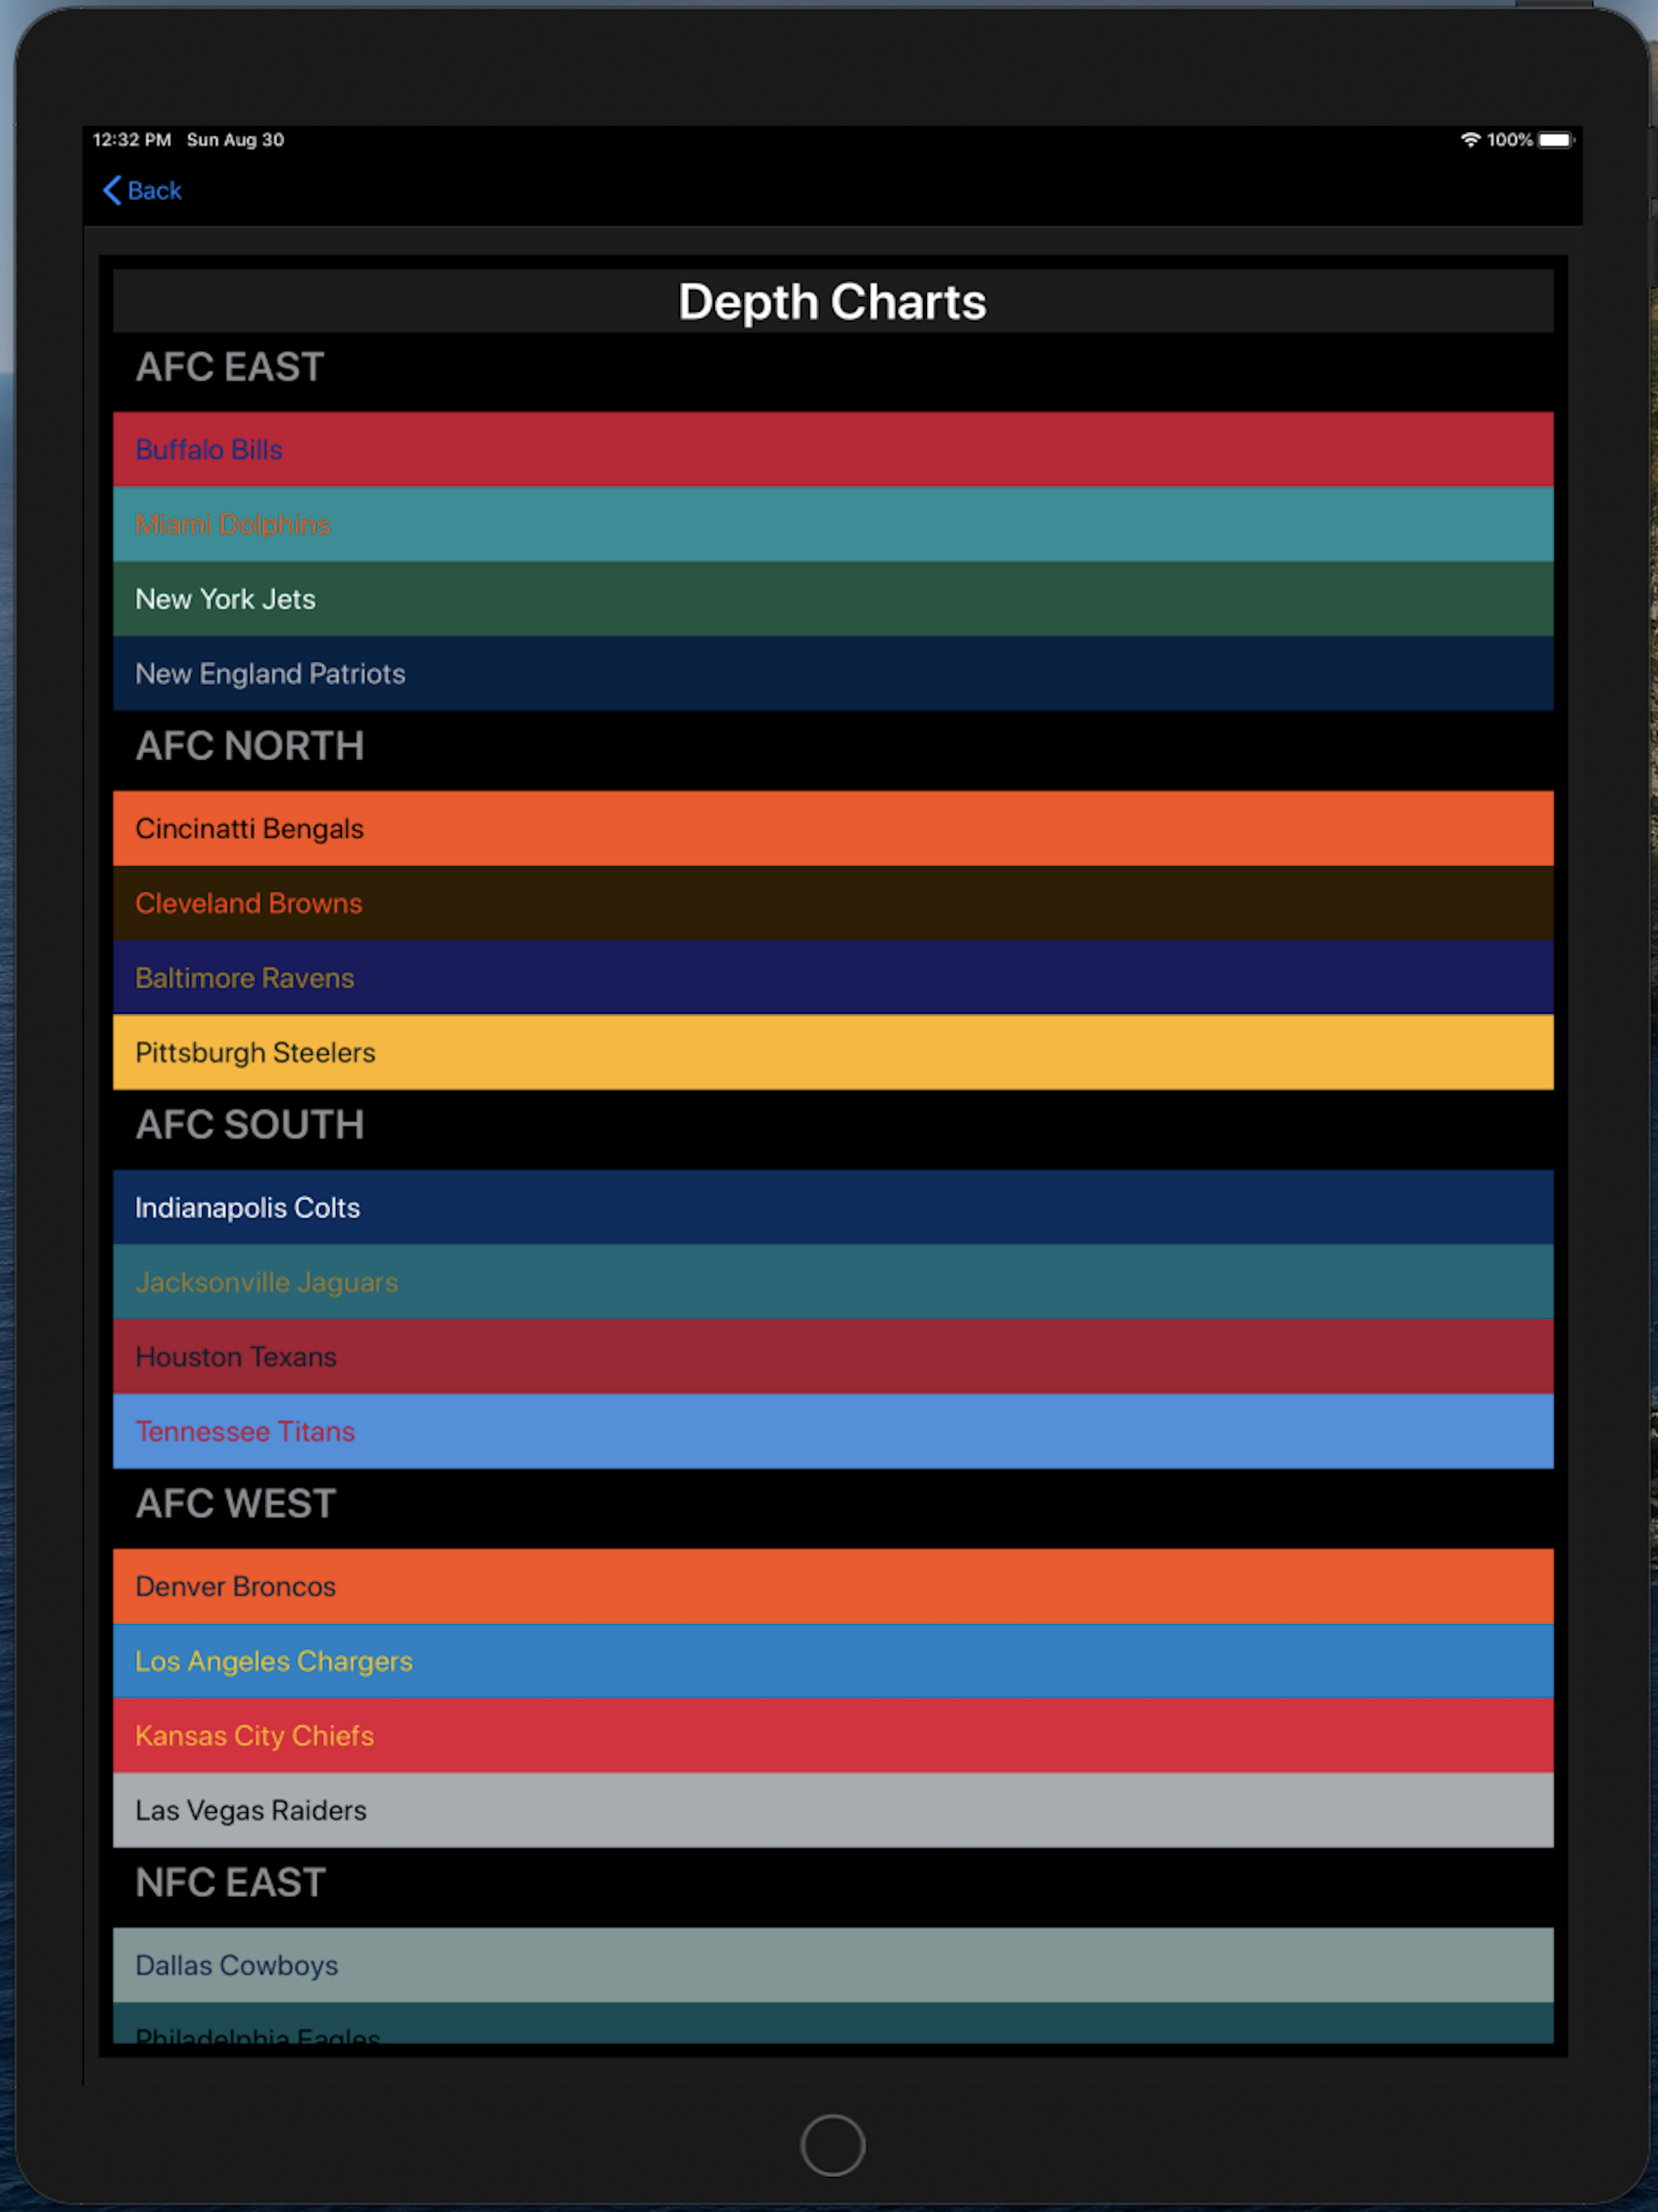 12:32 PM Sun Aug 30 100%
Back
Depth Charts
AFC EAST
Buffalo Bills
Miami Dolphins
New York Jets
New England Patriots
AFC NORTH
Cincinatti Bengals
Cleveland Browns
Baltimore Ravens
Pittsburgh Steelers
AFC SOUTH
Indianapolis Colts
Jacksonville Jaguars
Houston Texans
Tennessee Titans
AFC WEST
Denver Broncos
Los Angeles Chargers
Kansas City Chiefs
Las Vegas Raiders
NFC EAST
Dallas Cowboys
Philadelphia Eagles